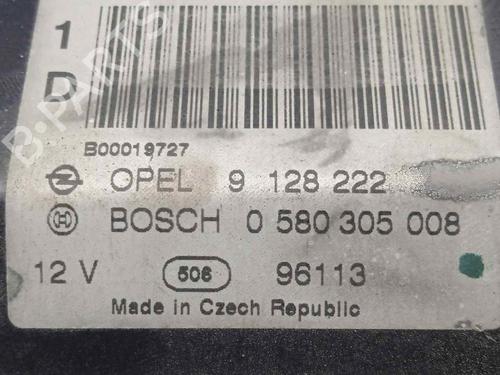 1
D
B-PARTS
B00019727
OPEL 9 128 222
BOSCH 0 580 305 008
12 V 506 96113
Made in Czech Republic